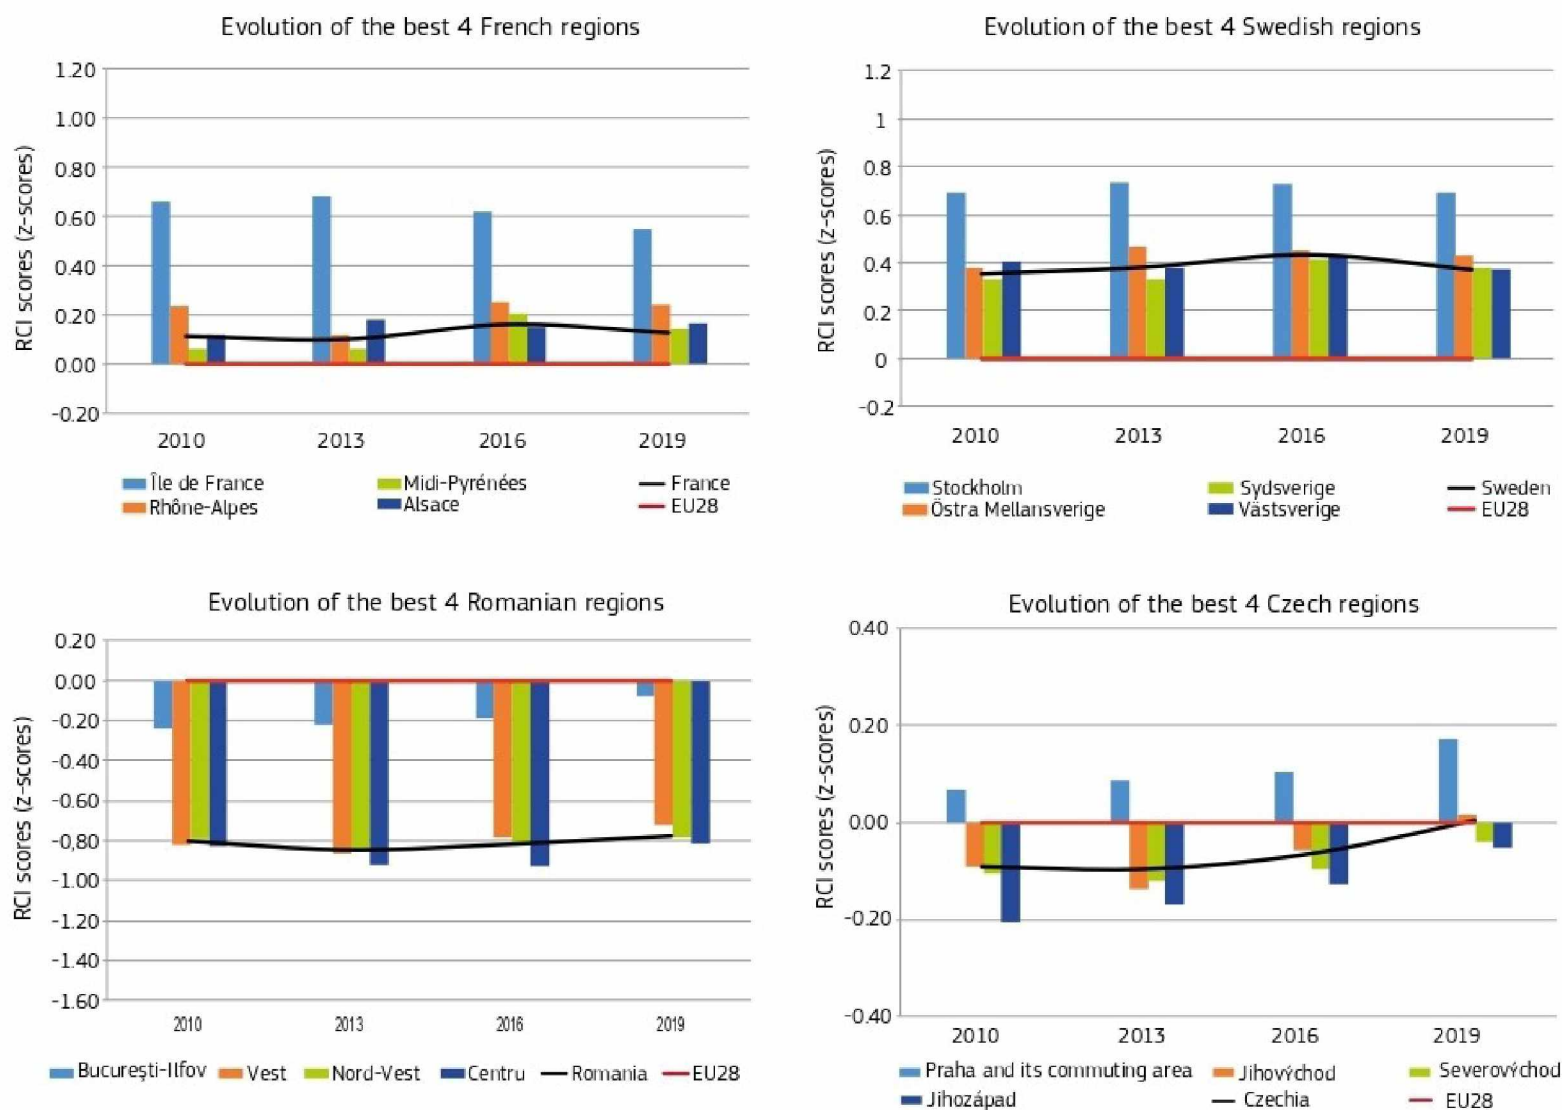 Evolution of the best 4 French regions
RCI scores (z-scores)
1.20
1.00
0.80
0.60
0.40
0.20
0.00
-0.20
2010 2013 2016 2019
Île de France Midi-Pyrénées France
Rhône-Alpes Alsace EU28
Evolution of the best 4 Swedish regions
RCI scores (z-scores)
1.2
1
0.8
0.6
0.4
0.2
0
-0.2
2010 2013 2016 2019
Stockholm Sydsverige Sweden
Östra Mellansverige Västsverige EU28
Evolution of the best 4 Romanian regions
RCI scores (z-scores)
0.20
0.00
-0.20
-0.40
-0.60
-0.80
-1.00
-1.20
-1.40
-1.60
2010 2013 2016 2019
Bucureşti-Ilfov Vest Nord-Vest Centru Romania EU28
Evolution of the best 4 Czech regions
RCI scores (z-scores)
0.40
0.20
0.00
-0.20
-0.40
2010 2013 2016 2019
Praha and its commuting area Jihovýchod Severovýchod
Jihozápad Czechia EU28